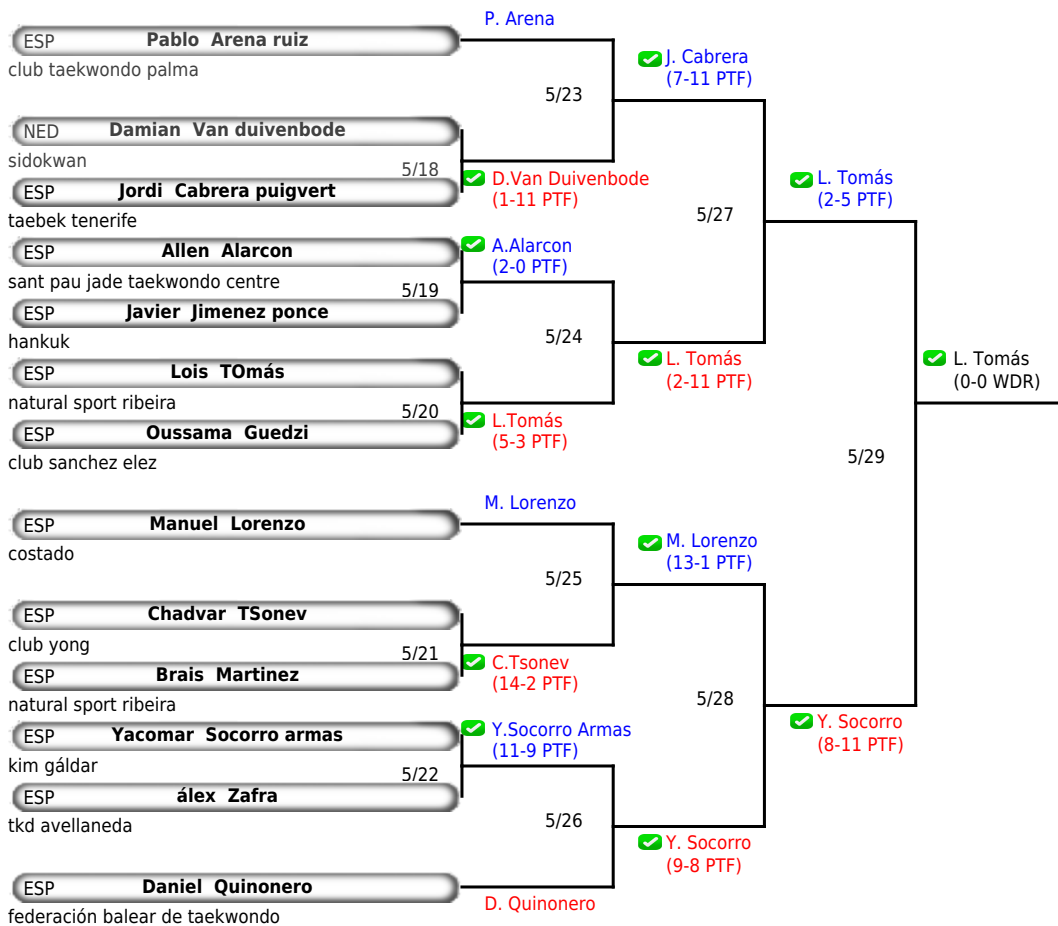 P. Arena
ESP Pablo Arena ruiz
club taekwondo palma
J. Cabrera
(7-11 PTF)
5/23
NED Damian Van duivenbode
sidokwan
5/18
D.Van Duivenbode
(1-11 PTF)
ESP Jordi Cabrera puigvert
taebek tenerife
L. Tomás
(2-5 PTF)
5/27
ESP Allen Alarcon
A.Alarcon
(2-0 PTF)
sant pau jade taekwondo centre
5/19
ESP Javier Jimenez ponce
hankuk
5/24
L. Tomás
(2-11 PTF)
L. Tomás
(0-0 WDR)
ESP Lois TOmás
natural sport ribeira
5/20
L.Tomás
(5-3 PTF)
ESP Oussama Guedzi
club sanchez elez
5/29
M. Lorenzo
ESP Manuel Lorenzo
costado
M. Lorenzo
(13-1 PTF)
5/25
ESP Chadvar TSonev
club yong
5/21
C.Tsonev
(14-2 PTF)
ESP Brais Martinez
natural sport ribeira
5/28
Y. Socorro
(8-11 PTF)
ESP Yacomar Socorro armas
Y.Socorro Armas
(11-9 PTF)
kim gáldar
5/22
ESP álex Zafra
tkd avellaneda
5/26
Y. Socorro
(9-8 PTF)
ESP Daniel Quinonero
D. Quinonero
federación balear de taekwondo